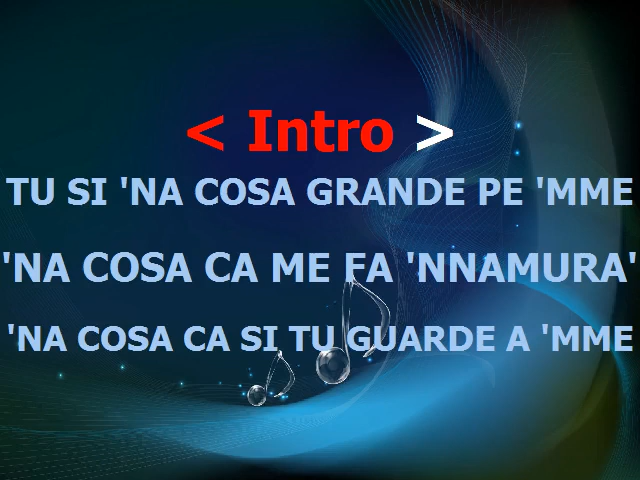 < Intro >
TU SI 'NA COSA GRANDE PE 'MME
'NA COSA CA ME FA 'NNAMURA'
'NA COSA CA SI TU GUARDE A 'MME